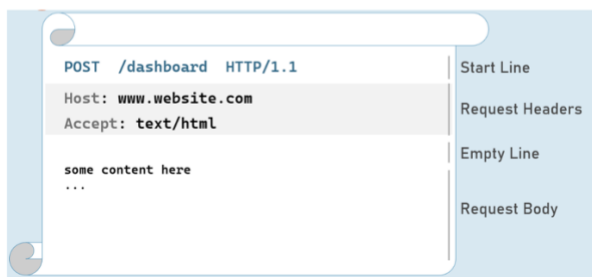 POST /dashboard HTTP/1.1
Start Line
Host: www.website.com
Accept: text/html
Request Headers
Empty Line
some content here
...
Request Body